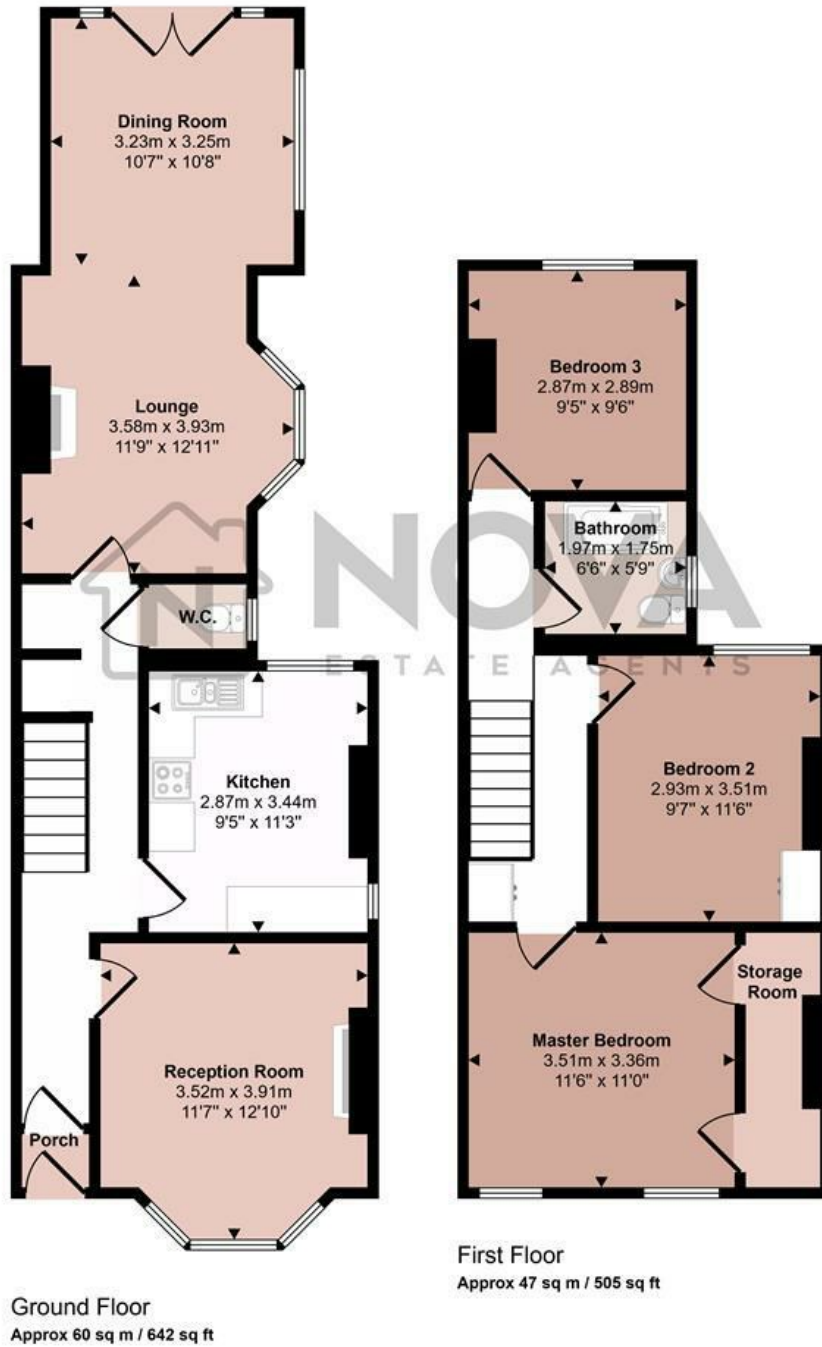 Dining Room
3.23m x 3.25m
10'7" x 10'8"
Lounge
3.58m x 3.93m
11'9" x 12'11"
W.C.
Kitchen
2.87m x 3.44m
9'5" x 11'3"
Reception Room
3.52m x 3.91m
11'7" x 12'10"
Porch
Ground Floor
Approx 60 sq m / 642 sq ft
Bedroom 3
2.87m x 2.89m
9'5" x 9'6"
Bathroom
1.97m x 1.75m
6'6" x 5'9"
Bedroom 2
2.93m x 3.51m
9'7" x 11'6"
Storage
Room
Master Bedroom
3.51m x 3.36m
11'6" x 11'0"
First Floor
Approx 47 sq m / 505 sq ft
N NOVA
ESTATE AGENTS